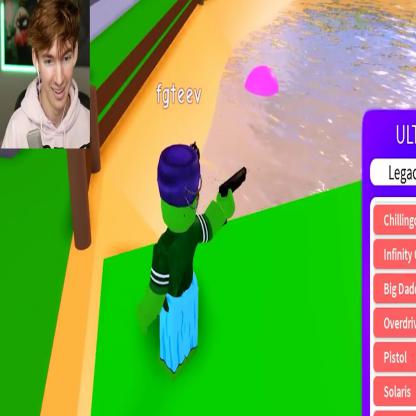 fgteev
ULT
Legac
Chilling
Infinity
Big Dad
Overdriv
Pistol
Solaris